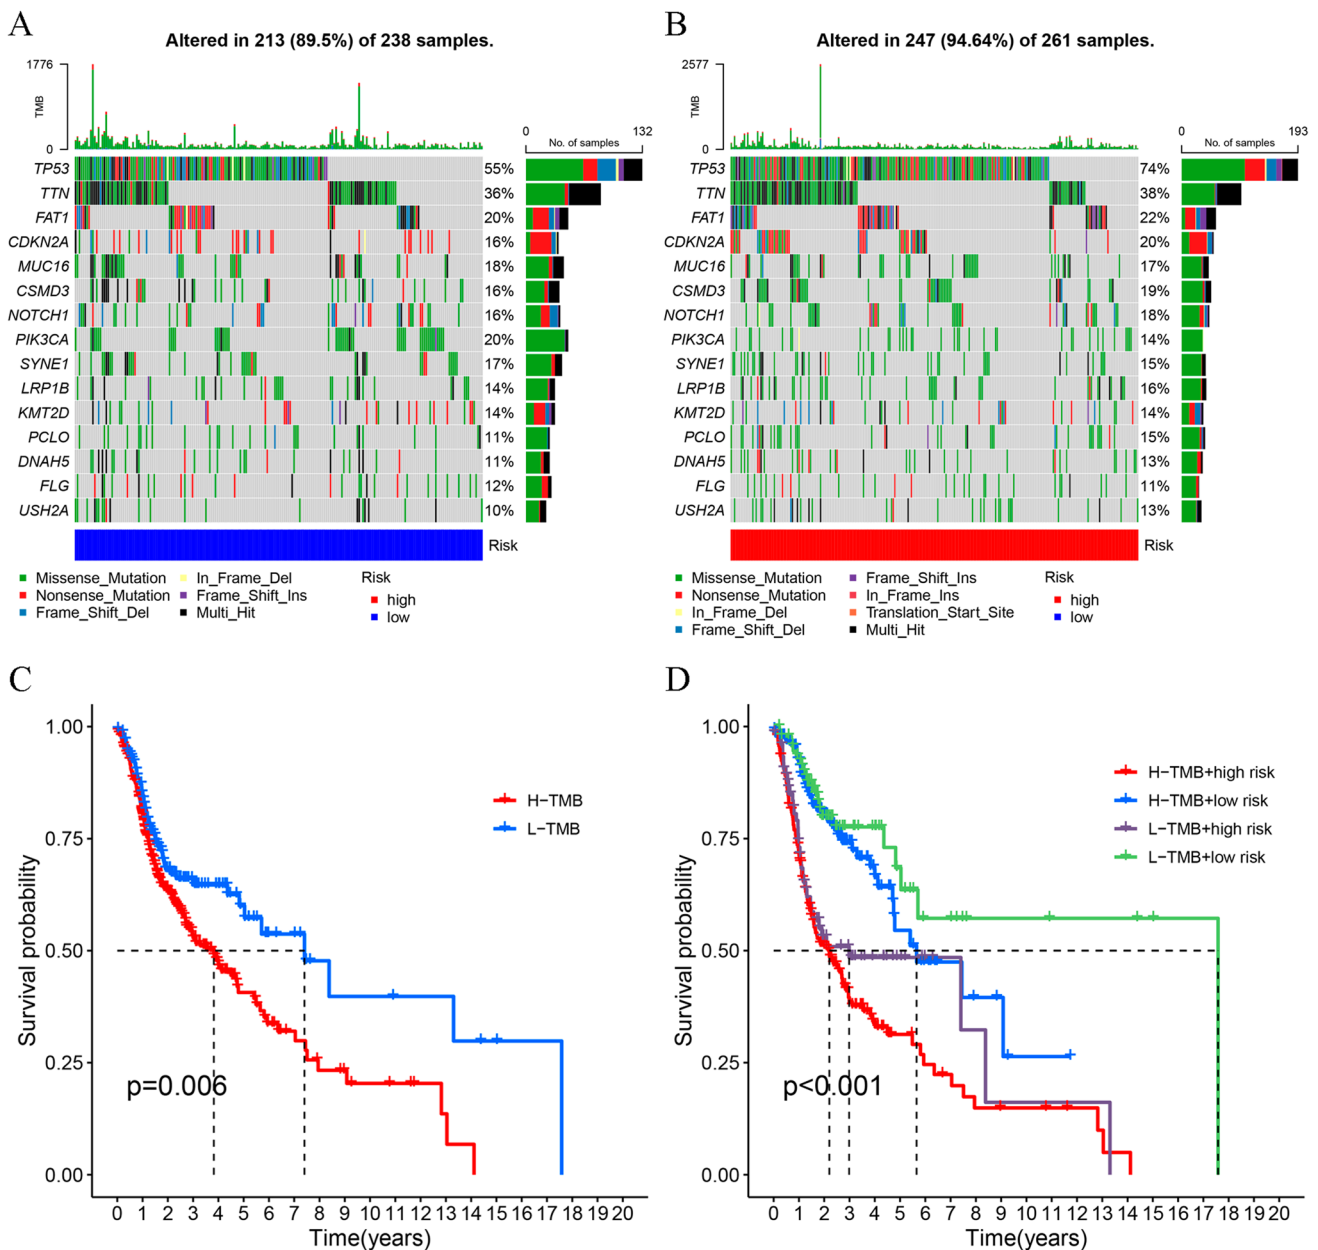 A
Altered in 213 (89.5%) of 238 samples.
1776
TMB
0
0 132
No. of samples
TP53 55%
TTN 36%
FAT1 20%
CDKN2A 16%
MUC16 18%
CSMD3 16%
NOTCH1 16%
PIK3CA 20%
SYNE1 17%
LRP1B 14%
KMT2D 14%
PCLO 11%
DNAH5 11%
FLG 12%
USH2A 10%
Risk
Missense_Mutation In_Frame_Del Risk
Nonsense_Mutation Frame_Shift_Ins high
Frame_Shift_Del Multi_Hit low
B
Altered in 247 (94.64%) of 261 samples.
2577
TMB
0
0 193
No. of samples
TP53 74%
TTN 38%
FAT1 22%
CDKN2A 20%
MUC16 17%
CSMD3 19%
NOTCH1 18%
PIK3CA 14%
SYNE1 15%
LRP1B 16%
KMT2D 14%
PCLO 15%
DNAH5 13%
FLG 11%
USH2A 13%
Risk
Missense_Mutation Frame_Shift_Ins Risk
Nonsense_Mutation In_Frame_Ins high
In_Frame_Del Translation_Start_Site low
Frame_Shift_Del Multi_Hit
C
Survival probability
1.00
0.75
0.50
0.25
0.00
H−TMB
L−TMB
p=0.006
0 1 2 3 4 5 6 7 8 9 10 11 12 13 14 15 16 17 18 19 20
Time(years)
D
Survival probability
1.00
0.75
0.50
0.25
0.00
H−TMB+high risk
H−TMB+low risk
L−TMB+high risk
L−TMB+low risk
p<0.001
0 1 2 3 4 5 6 7 8 9 10 11 12 13 14 15 16 17 18 19 20
Time(years)